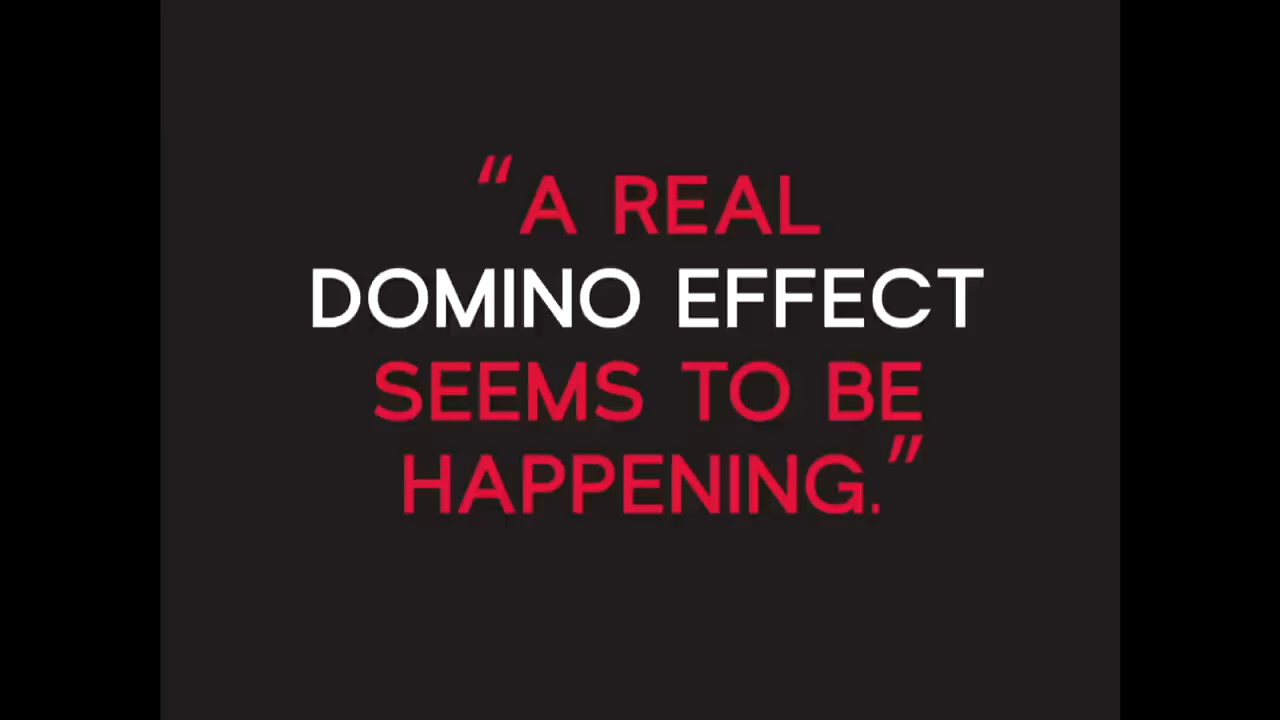 “A REAL
DOMINO EFFECT
SEEMS TO BE
HAPPENING.”